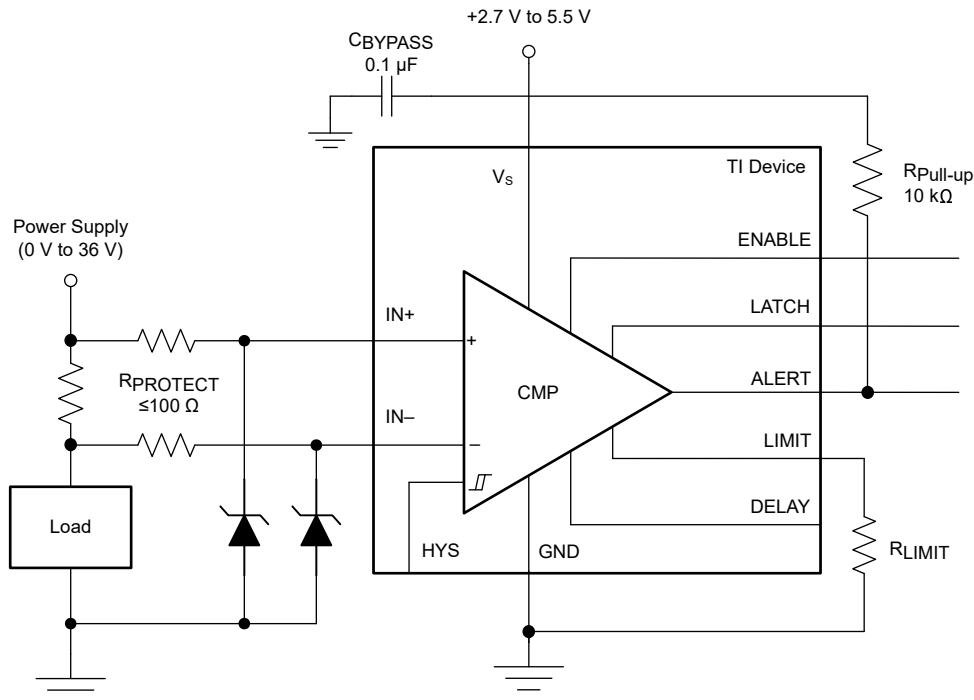 +2.7 V to 5.5 V
CBYPASS
0.1 µF
TI Device
VS
RPull-up
10 kΩ
Power Supply
(0 V to 36 V)
ENABLE
IN+
LATCH
+
RPROTECT
≤100 Ω
CMP
ALERT
IN–
LIMIT
–
Load
DELAY
HYS
GND
RLIMIT